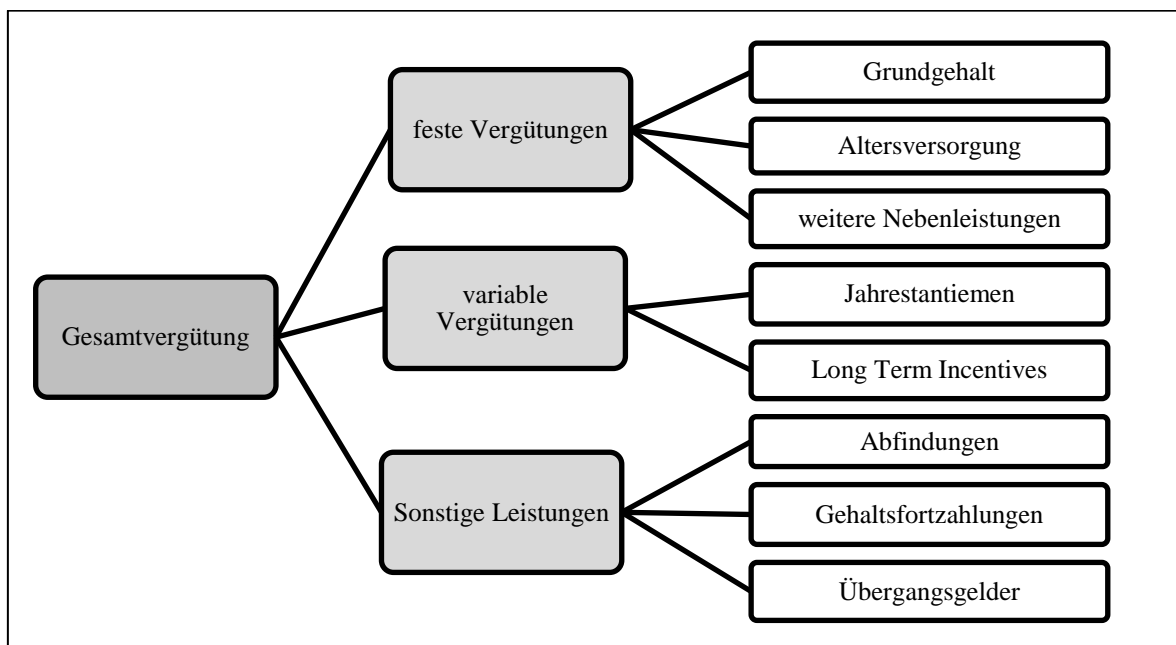 Gesamtvergütung
feste Vergütungen
Grundgehalt
Altersversorgung
weitere Nebenleistungen
variable
Vergütungen
Jahrestantiemen
Long Term Incentives
Sonstige Leistungen
Abfindungen
Gehaltsfortzahlungen
Übergangsgelder